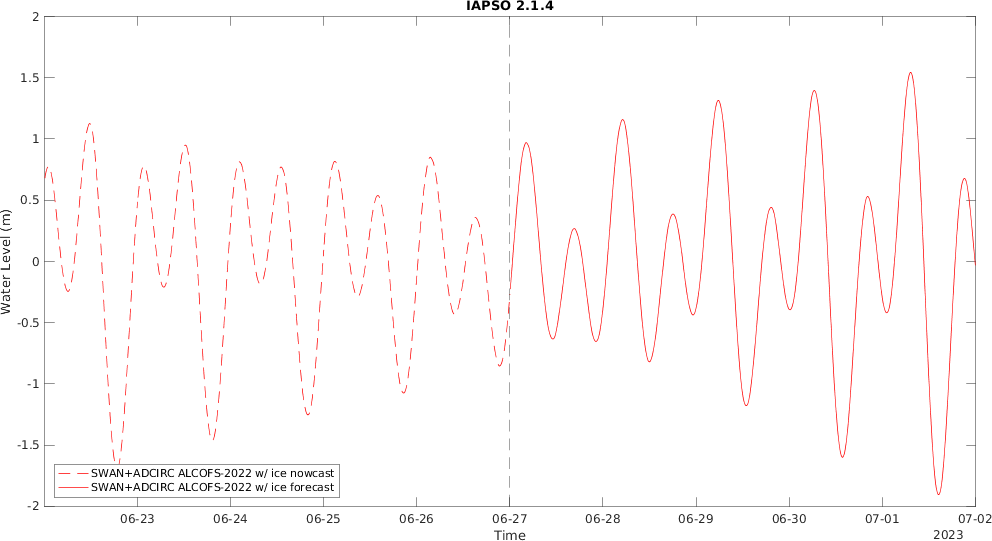 IAPSO 2.1.4
2
1.5
1
0.5
0
-0.5
-1
-1.5
-2
Water Level (m)
SWAN+ADCIRC ALCOFS-2022 w/ ice nowcast
SWAN+ADCIRC ALCOFS-2022 w/ ice forecast
06-23 06-24 06-25 06-26 06-27 06-28 06-29 06-30 07-01 07-02
Time
2023